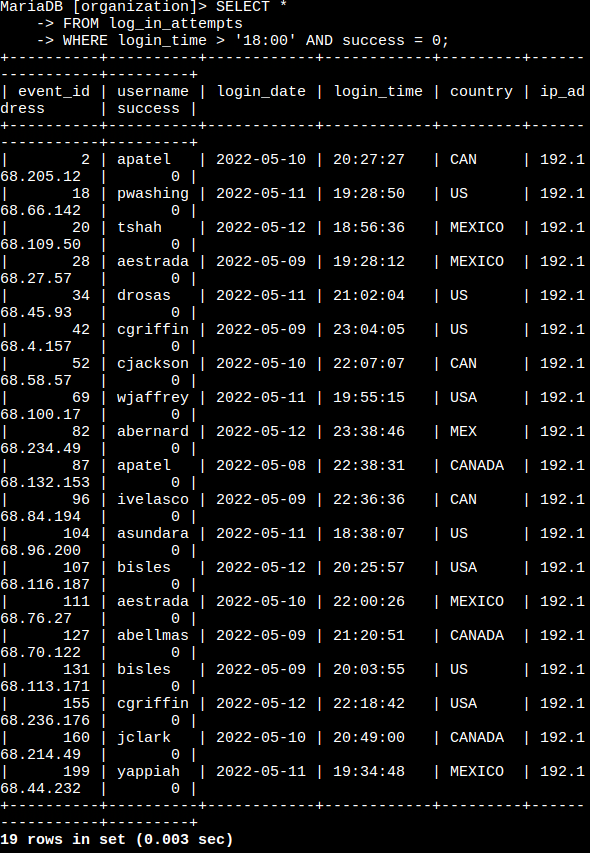 MariaDB [organization]> SELECT *
    -> FROM log_in_attempts
    -> WHERE login_time > '18:00' AND success = 0;
+----------+----------+------------+------------+---------+------
-----------+---------+
| event_id | username | login_date | login_time | country | ip_ad
dress      | success |
+----------+----------+------------+------------+---------+------
-----------+---------+
|        2 | apatel   | 2022-05-10 | 20:27:27   | CAN     | 192.1
68.205.12  |       0 |
|       18 | pwashing | 2022-05-11 | 19:28:50   | US      | 192.1
68.66.142  |       0 |
|       20 | tshah    | 2022-05-12 | 18:56:36   | MEXICO  | 192.1
68.109.50  |       0 |
|       28 | aestrada | 2022-05-09 | 19:28:12   | MEXICO  | 192.1
68.27.57   |       0 |
|       34 | drosas   | 2022-05-11 | 21:02:04   | US      | 192.1
68.45.93   |       0 |
|       42 | cgriffin | 2022-05-09 | 23:04:05   | US      | 192.1
68.4.157   |       0 |
|       52 | cjackson | 2022-05-10 | 22:07:07   | CAN     | 192.1
68.58.57   |       0 |
|       69 | wjaffrey | 2022-05-11 | 19:55:15   | USA     | 192.1
68.100.17  |       0 |
|       82 | abernard | 2022-05-12 | 23:38:46   | MEX     | 192.1
68.234.49  |       0 |
|       87 | apatel   | 2022-05-08 | 22:38:31   | CANADA  | 192.1
68.132.153 |       0 |
|       96 | ivelasco | 2022-05-09 | 22:36:36   | CAN     | 192.1
68.84.194  |       0 |
|      104 | asundara | 2022-05-11 | 18:38:07   | US      | 192.1
68.96.200  |       0 |
|      107 | bisles   | 2022-05-12 | 20:25:57   | USA     | 192.1
68.116.187 |       0 |
|      111 | aestrada | 2022-05-10 | 22:00:26   | MEXICO  | 192.1
68.76.27   |       0 |
|      127 | abellmas | 2022-05-09 | 21:20:51   | CANADA  | 192.1
68.70.122  |       0 |
|      131 | bisles   | 2022-05-09 | 20:03:55   | US      | 192.1
68.113.171 |       0 |
|      155 | cgriffin | 2022-05-12 | 22:18:42   | USA     | 192.1
68.236.176 |       0 |
|      160 | jclark   | 2022-05-10 | 20:49:00   | CANADA  | 192.1
68.214.49  |       0 |
|      199 | yappiah  | 2022-05-11 | 19:34:48   | MEXICO  | 192.1
68.44.232  |       0 |
+----------+----------+------------+------------+---------+------
-----------+---------+
19 rows in set (0.003 sec)